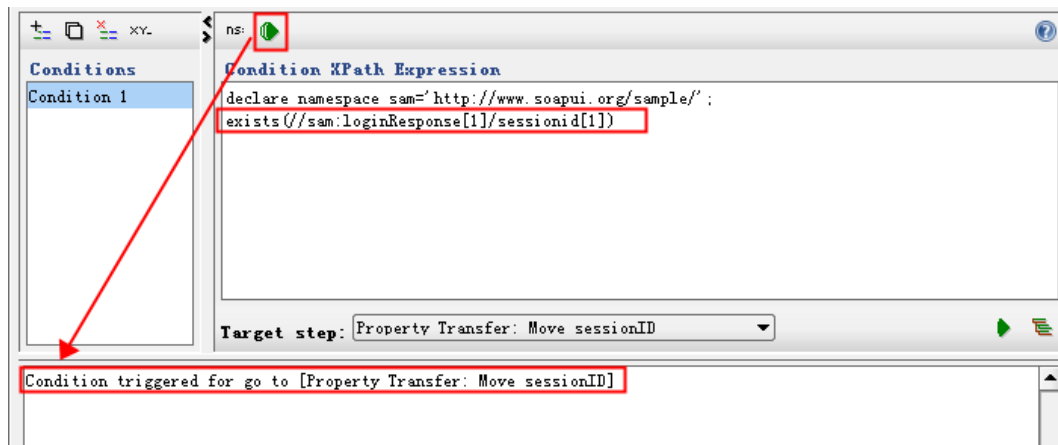 XY-
ns:
Conditions
Condition XPath Expression
Condition 1
declare namespace sam='http://www.soapui.org/sample/';
exists(//sam:loginResponse[1]/sessionid[1])
Target step: Property Transfer: Move sessionID
Condition triggered for go to [Property Transfer: Move sessionID]